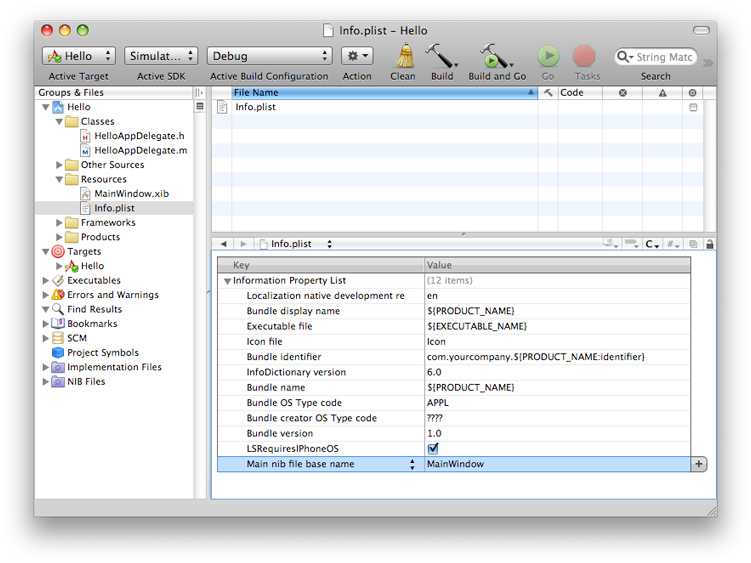 Info.plist – Hello
Hello Simulat... Debug String Matc
Active Target Active SDK Active Build Configuration Action Clean Build Build and Go Go Tasks Search
Groups & Files
Hello
Classes
HelloAppDelegate.h
HelloAppDelegate.m
Other Sources
Resources
MainWindow.xib
Info.plist
Frameworks
Products
Targets
Hello
Executables
Errors and Warnings
Find Results
Bookmarks
SCM
Project Symbols
Implementation Files
NIB Files
File Name Code
Info.plist
Info.plist C #
Key Value
Information Property List (12 items)
Localization native development re en
Bundle display name ${PRODUCT_NAME}
Executable file ${EXECUTABLE_NAME}
Icon file Icon
Bundle identifier com.yourcompany.${PRODUCT_NAME:identifier}
InfoDictionary version 6.0
Bundle name ${PRODUCT_NAME}
Bundle OS Type code APPL
Bundle creator OS Type code ????
Bundle version 1.0
LSRequiresIPhoneOS
Main nib file base name MainWindow